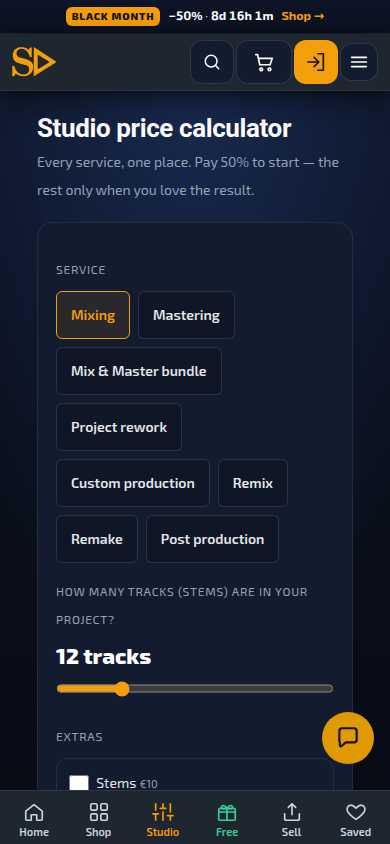 BLACK MONTH −50% · 8d 16h 1m Shop →
SD
Studio price calculator
Every service, one place. Pay 50% to start — the
rest only when you love the result.
SERVICE
Mixing Mastering
Mix & Master bundle
Project rework
Custom production Remix
Remake Post production
HOW MANY TRACKS (STEMS) ARE IN YOUR
PROJECT?
12 tracks
EXTRAS
Stems €10
Home Shop Studio Free Sell Saved